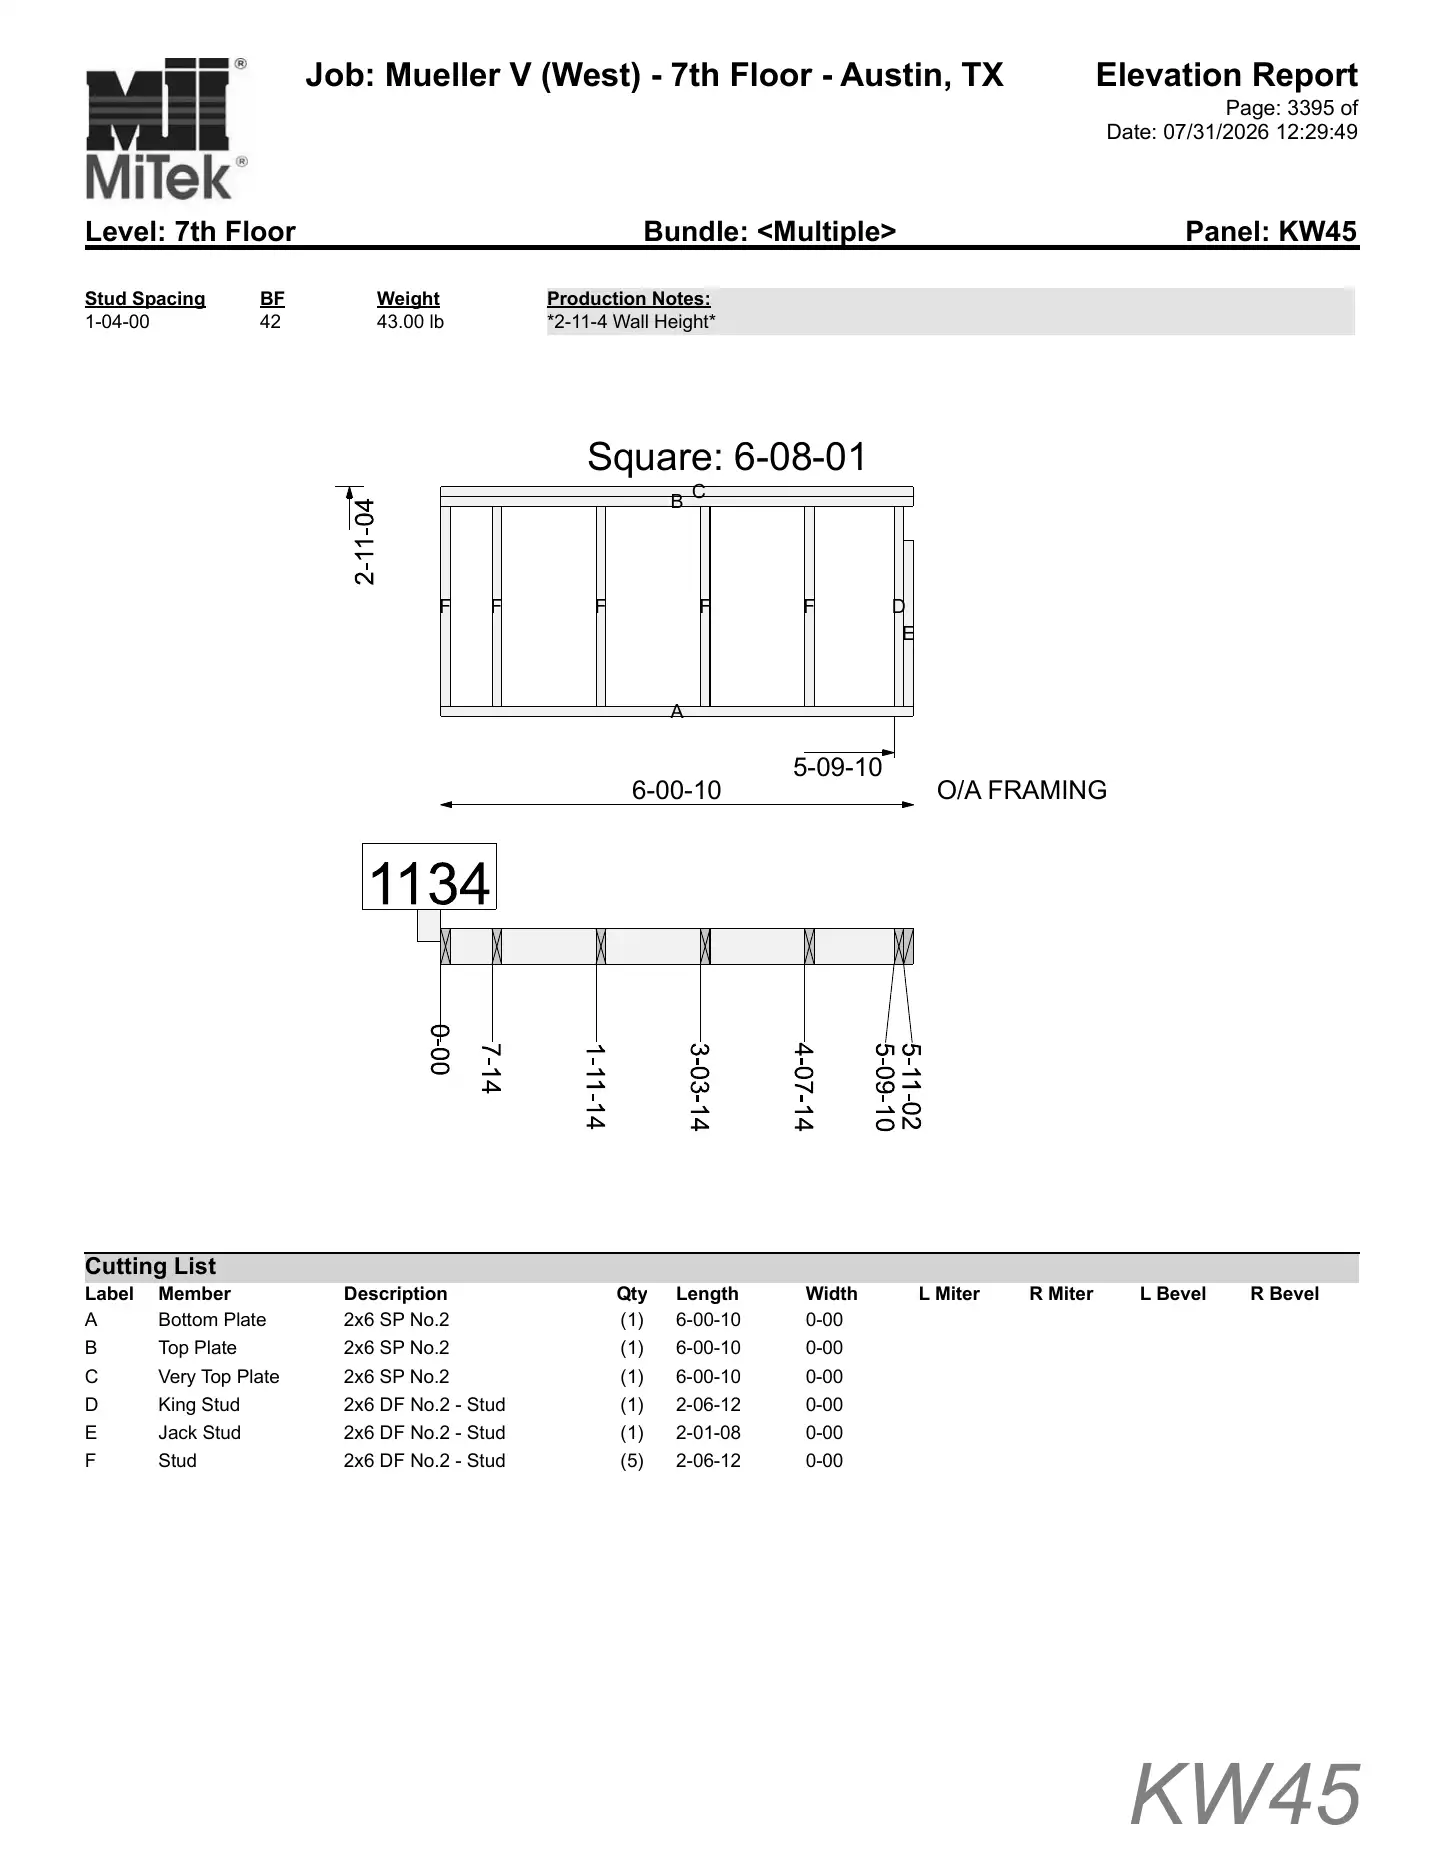 Job: Mueller V (West) - 7th Floor - Austin, TX
Elevation Report
Page: 3395 of
Date: 07/31/2026 12:29:49
MiTek®
Level: 7th Floor Bundle: <Multiple> Panel: KW45
Stud Spacing BF Weight Production Notes:
1-04-00 42 43.00 lb *2-11-4 Wall Height*
Square: 6-08-01
2-11-04
C
B
F F F F F D
E
A
5-09-10
6-00-10 O/A FRAMING
1134
0-00 7-14 1-11-14 3-03-14 4-07-14 5-09-10 5-11-02
Cutting List
Label Member Description Qty Length Width L Miter R Miter L Bevel R Bevel
A Bottom Plate 2x6 SP No.2 (1) 6-00-10 0-00
B Top Plate 2x6 SP No.2 (1) 6-00-10 0-00
C Very Top Plate 2x6 SP No.2 (1) 6-00-10 0-00
D King Stud 2x6 DF No.2 - Stud (1) 2-06-12 0-00
E Jack Stud 2x6 DF No.2 - Stud (1) 2-01-08 0-00
F Stud 2x6 DF No.2 - Stud (5) 2-06-12 0-00
KW45